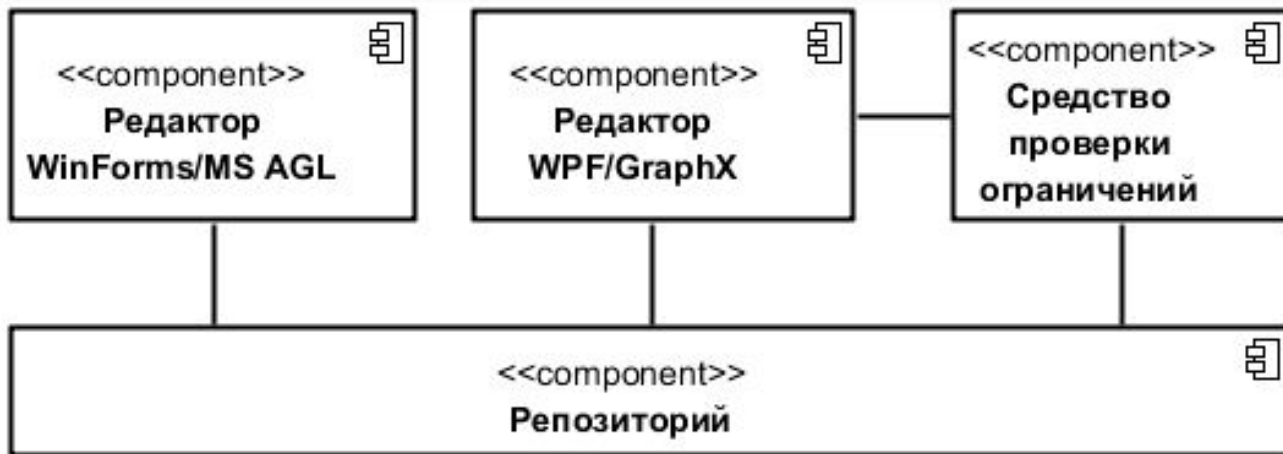 <<component>>
Редактор
WinForms/MS AGL
<<component>>
Редактор
WPF/GraphX
<<component>>
Средство
проверки
ограничений
<<component>>
Репозиторий